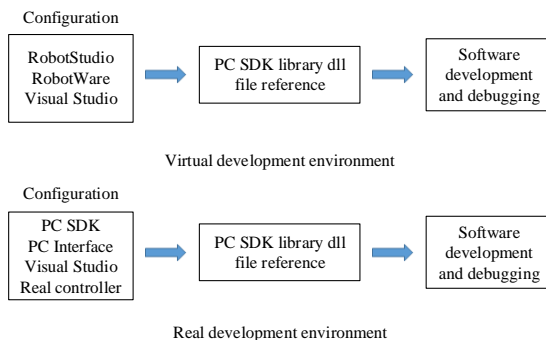 Configuration
RobotStudio
RobotWare
Visual Studio
PC SDK library dll
file reference
Software
development
and debugging
Virtual development environment
Configuration
PC SDK
PC Interface
Visual Studio
Real controller
PC SDK library dll
file reference
Software
development
and debugging
Real development environment